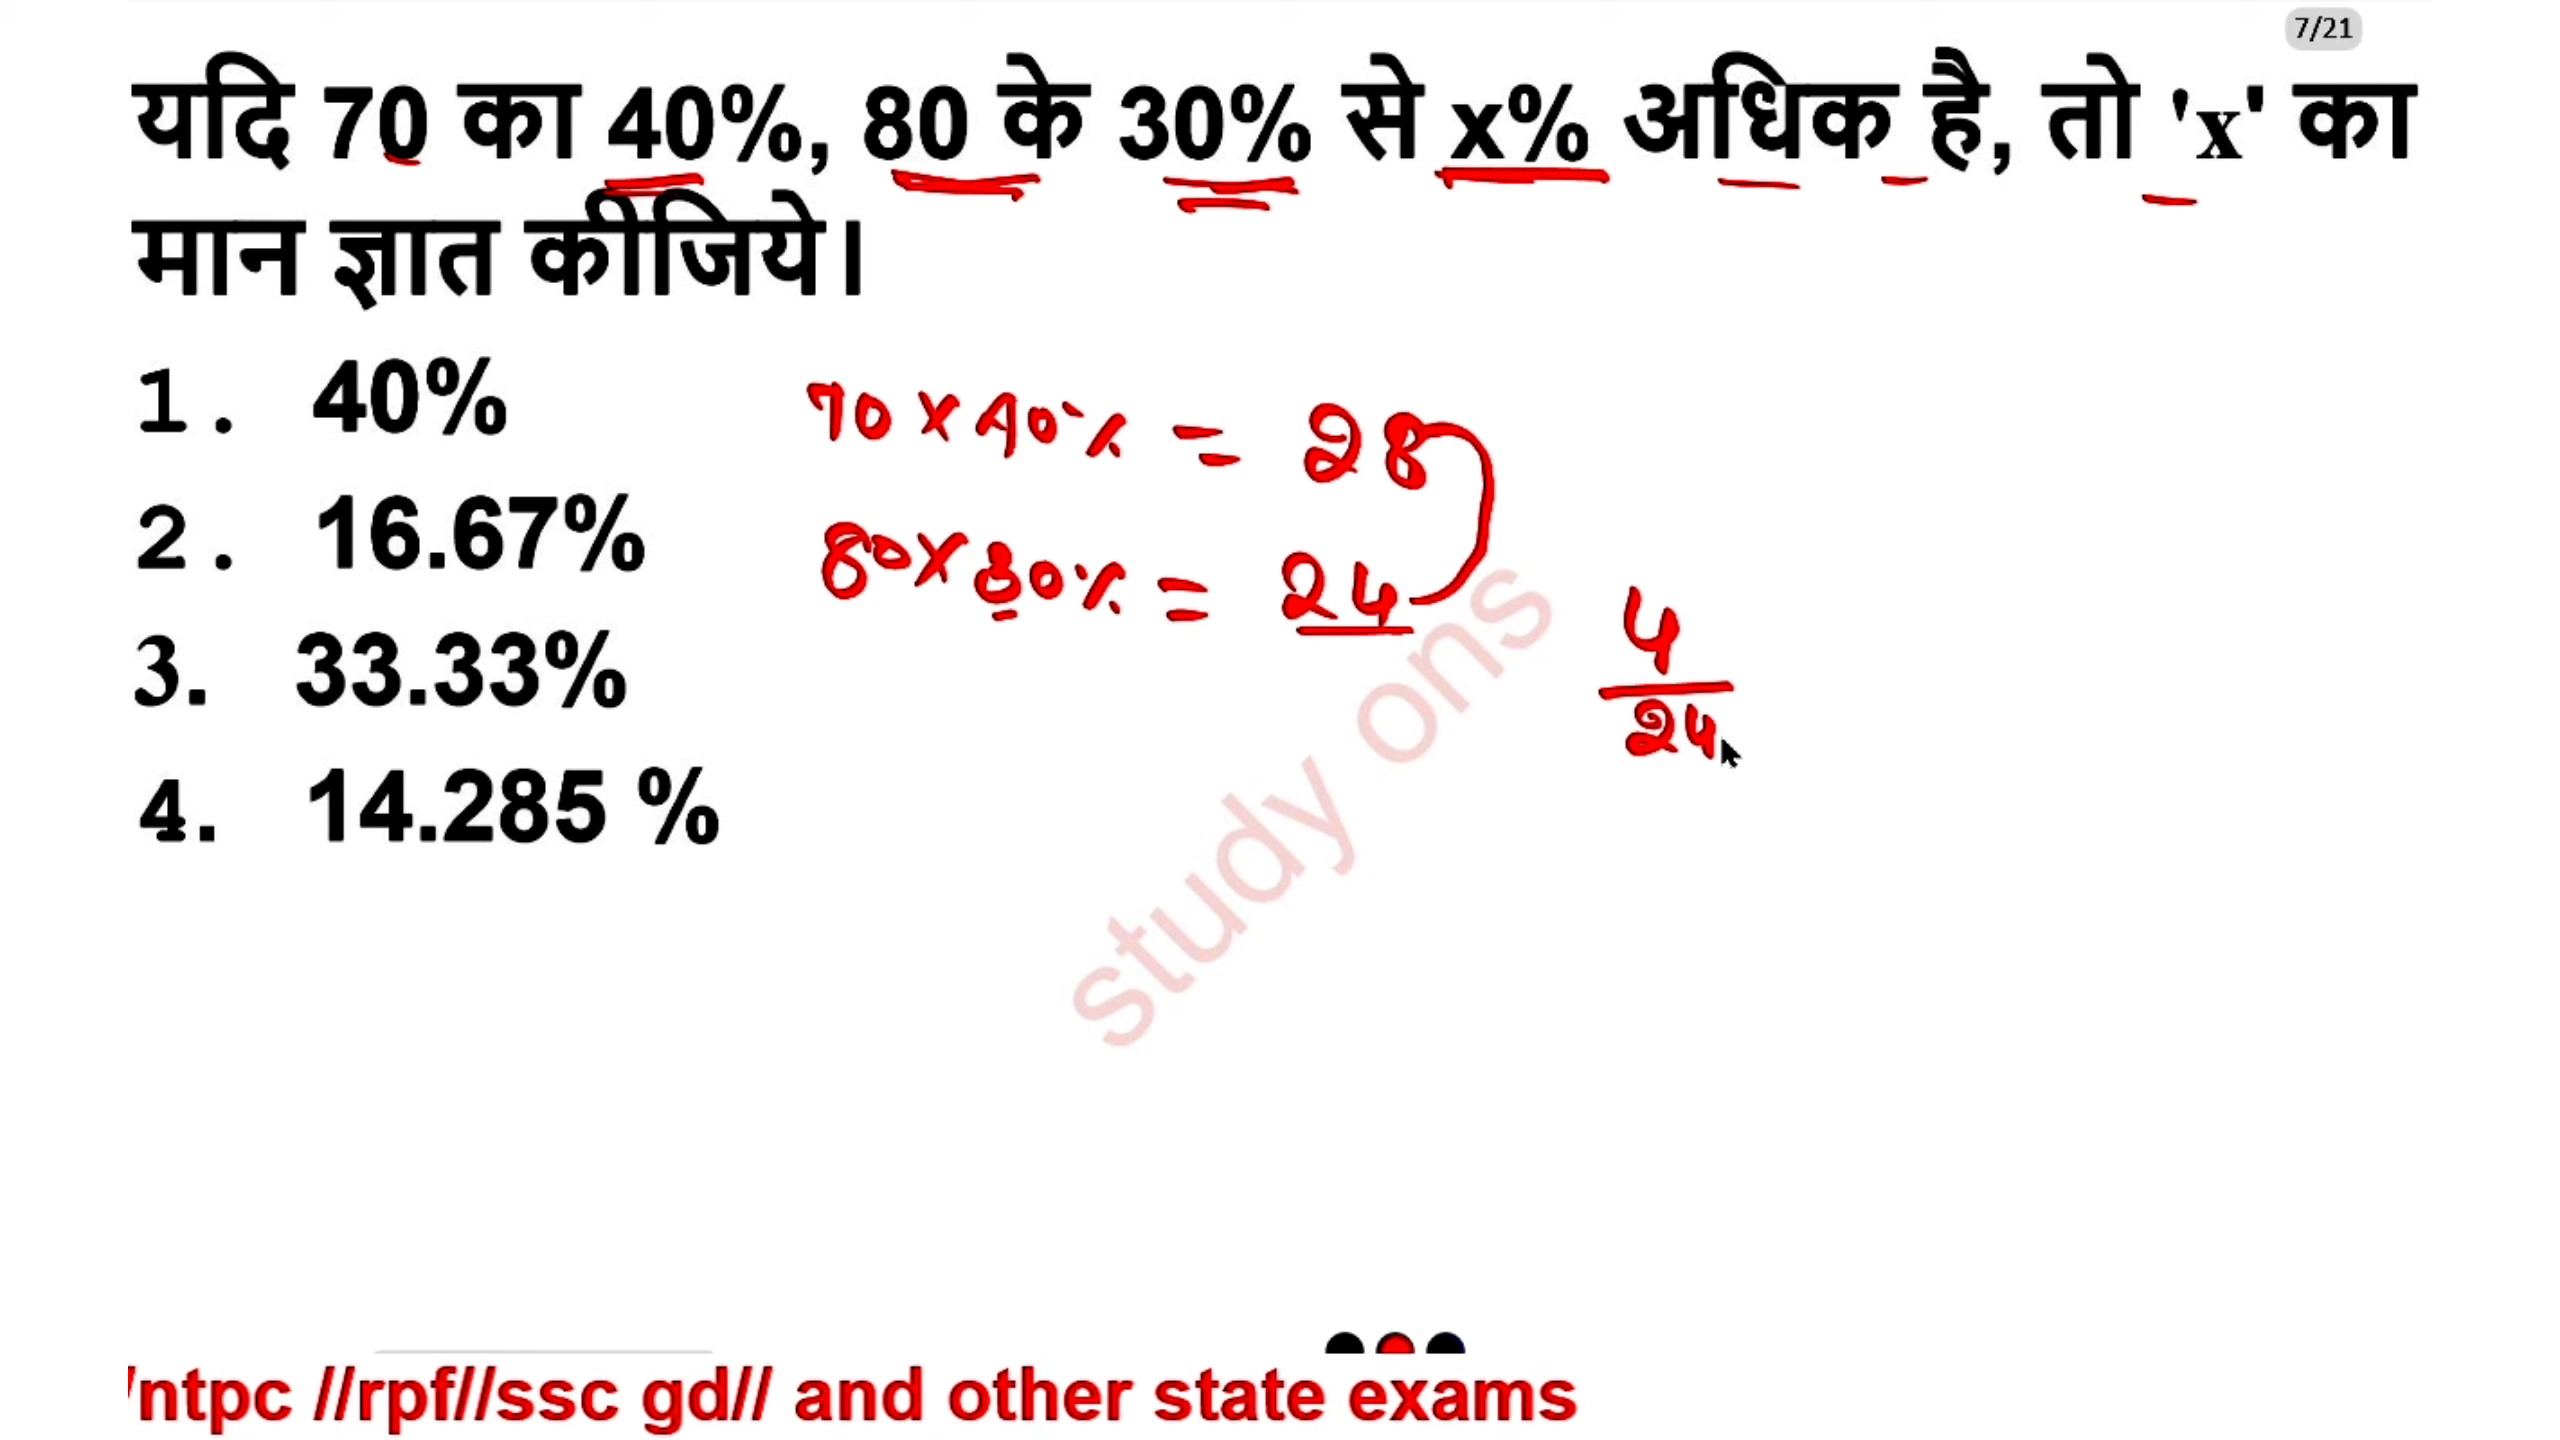 7/21
यदि 70 का 40%, 80 के 30% से x% अधिक है, तो 'x' का
मान ज्ञात कीजिये।
1. 40%
2. 16.67%
3. 33.33%
4. 14.285 %
70 x 40% = 28
80 x 30% = 24
4
24
study ons
/ntpc //rpf//ssc gd// and other state exams